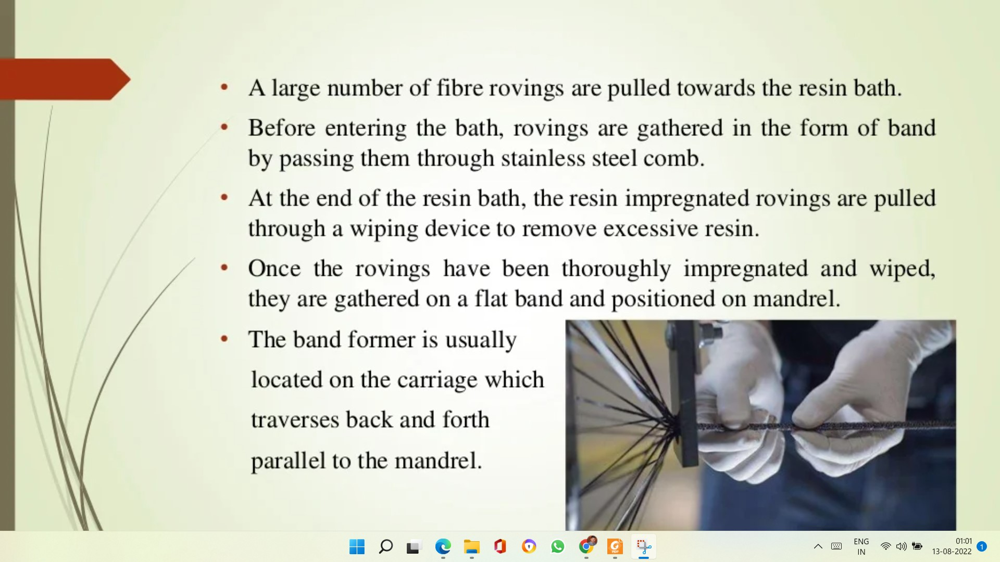 A large number of fibre rovings are pulled towards the resin bath.
Before entering the bath, rovings are gathered in the form of band
by passing them through stainless steel comb.
At the end of the resin bath, the resin impregnated rovings are pulled
through a wiping device to remove excessive resin.
Once the rovings have been thoroughly impregnated and wiped,
they are gathered on a flat band and positioned on mandrel.
The band former is usually
located on the carriage which
traverses back and forth
parallel to the mandrel.
PDF
ENG
IN
01:01
13-08-2022
1